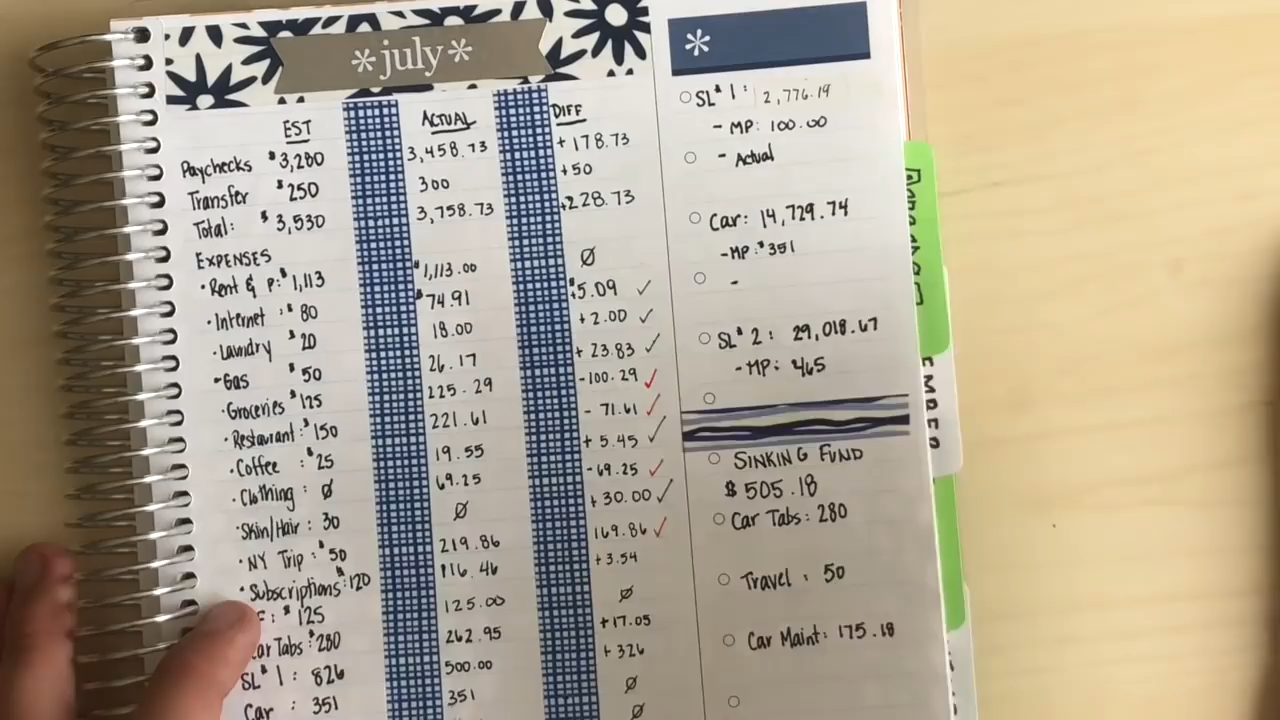 *july*
EST ACTUAL DIFF
Paychecks $3,280 3,458.73 +178.73
Transfer $250 300 +50
Total: $3,530 3,758.73 +228.73
EXPENSES
• Rent & P: $1,113 $1,113.00 Ø
• Internet : $80 $74.91 $+5.09 ✓
• Laundry $20 18.00 +2.00 ✓
• Gas $50 26.17 +23.83 ✓
• Groceries $125 225.29 -100.29 ✓
• Restaurant: $150 221.61 -71.61 ✓
• Coffee : $25 19.55 +5.45 ✓
• Clothing : Ø 69.25 -69.25 ✓
• Skin/Hair : 30 Ø +30.00 ✓
• NY Trip : $50 219.86 169.86 ✓
• Subscriptions: $120 116.46 +3.54
: $125 125.00 Ø
Car Tabs: $280 262.95 +17.05
SL# 1: 826 500.00 +326
Car : 351 351 Ø
Ø
*
SL# 1: 2,776.19
- MP: 100.00
- Actual
Car: 14,729.74
- MP: $351
-
SL# 2: 29,018.67
- MP: 465
SINKING FUND
$505.18
Car Tabs: 280
Travel : 50
Car Maint: 175.18